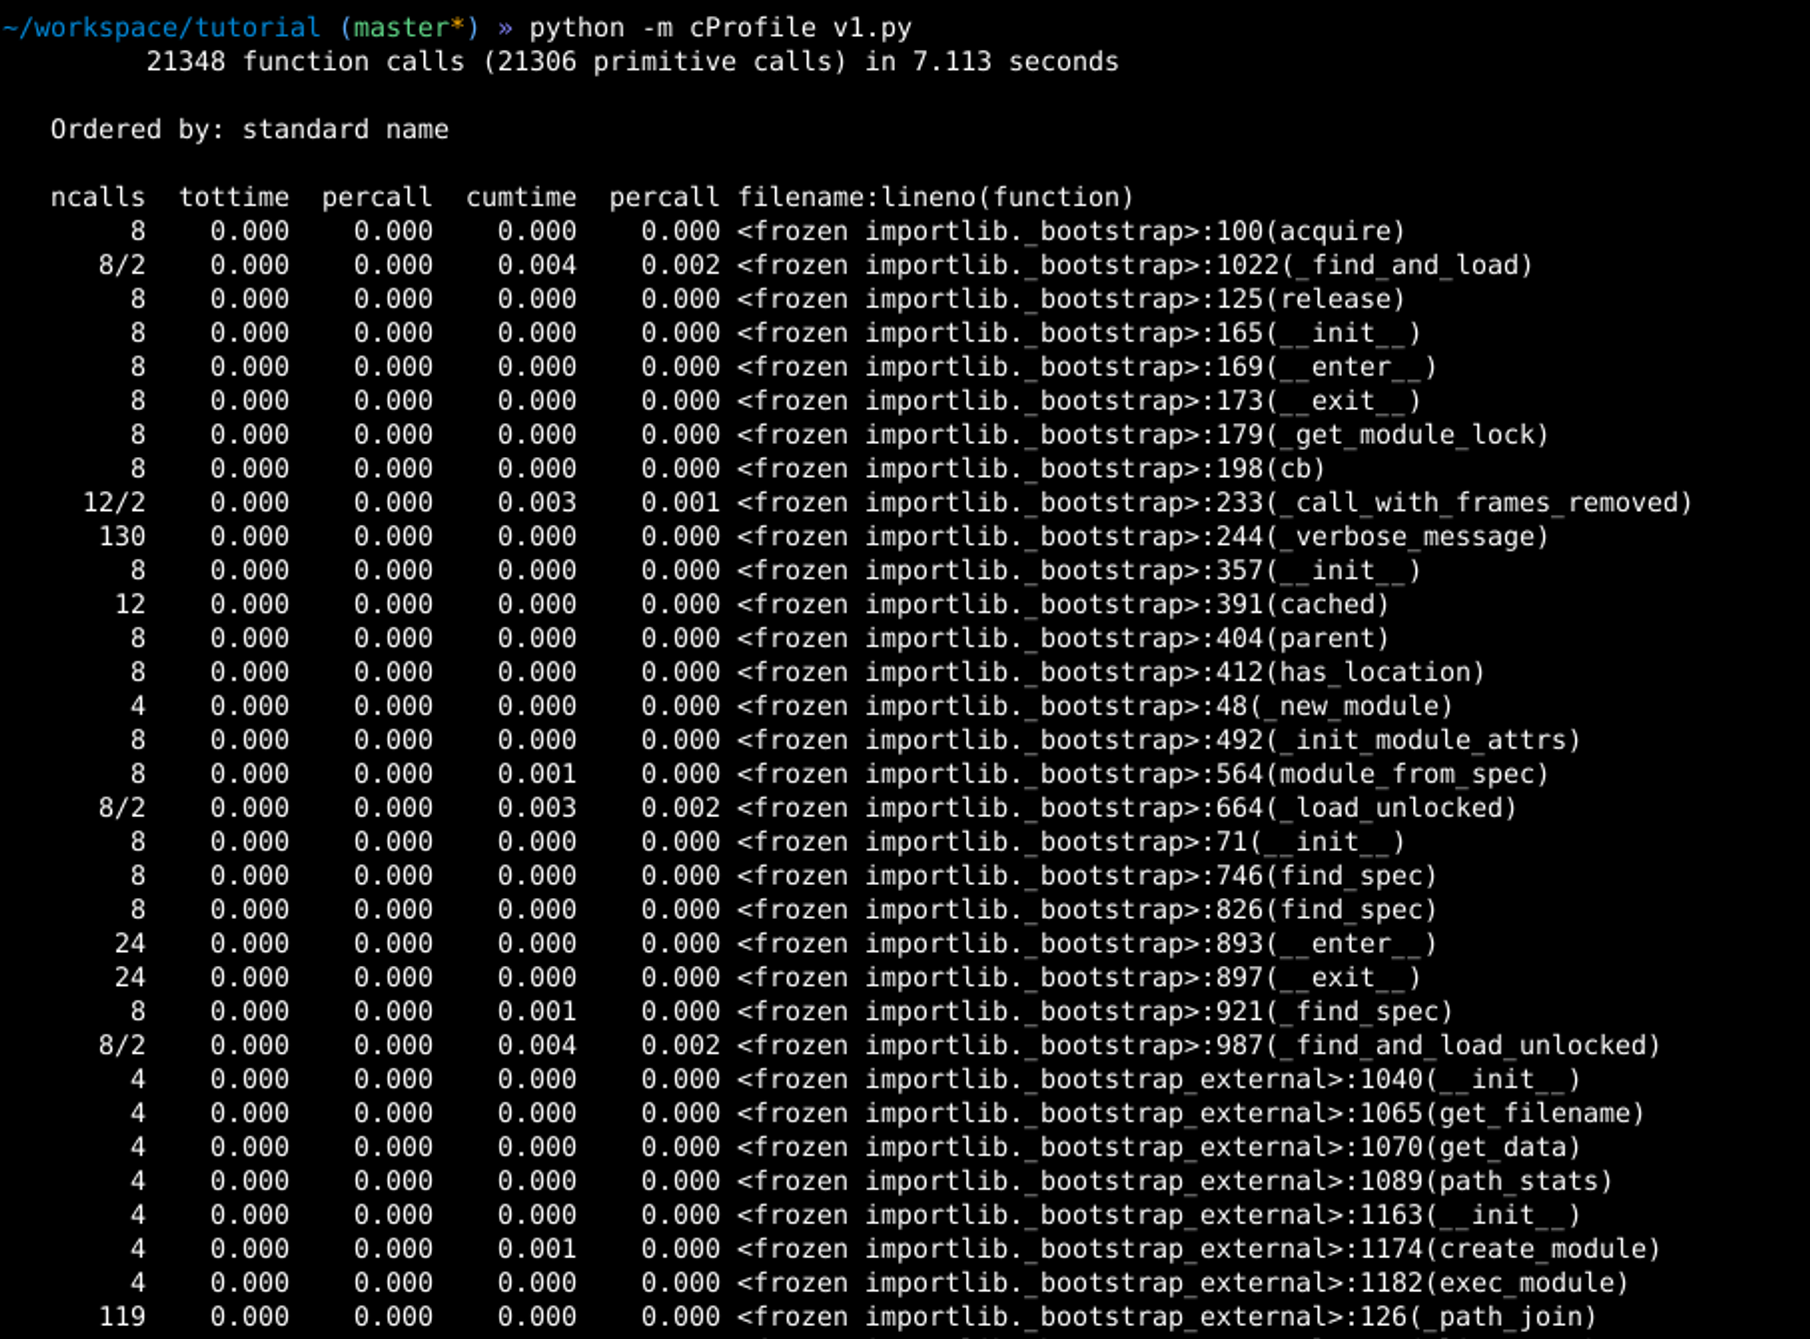 ~/workspace/tutorial (master*) » python -m cProfile v1.py
         21348 function calls (21306 primitive calls) in 7.113 seconds

   Ordered by: standard name

   ncalls  tottime  percall  cumtime  percall filename:lineno(function)
        8    0.000    0.000    0.000    0.000 <frozen importlib._bootstrap>:100(acquire)
      8/2    0.000    0.000    0.004    0.002 <frozen importlib._bootstrap>:1022(_find_and_load)
        8    0.000    0.000    0.000    0.000 <frozen importlib._bootstrap>:125(release)
        8    0.000    0.000    0.000    0.000 <frozen importlib._bootstrap>:165(__init__)
        8    0.000    0.000    0.000    0.000 <frozen importlib._bootstrap>:169(__enter__)
        8    0.000    0.000    0.000    0.000 <frozen importlib._bootstrap>:173(__exit__)
        8    0.000    0.000    0.000    0.000 <frozen importlib._bootstrap>:179(_get_module_lock)
        8    0.000    0.000    0.000    0.000 <frozen importlib._bootstrap>:198(cb)
     12/2    0.000    0.000    0.003    0.001 <frozen importlib._bootstrap>:233(_call_with_frames_removed)
      130    0.000    0.000    0.000    0.000 <frozen importlib._bootstrap>:244(_verbose_message)
        8    0.000    0.000    0.000    0.000 <frozen importlib._bootstrap>:357(__init__)
       12    0.000    0.000    0.000    0.000 <frozen importlib._bootstrap>:391(cached)
        8    0.000    0.000    0.000    0.000 <frozen importlib._bootstrap>:404(parent)
        8    0.000    0.000    0.000    0.000 <frozen importlib._bootstrap>:412(has_location)
        4    0.000    0.000    0.000    0.000 <frozen importlib._bootstrap>:48(_new_module)
        8    0.000    0.000    0.000    0.000 <frozen importlib._bootstrap>:492(_init_module_attrs)
        8    0.000    0.000    0.001    0.000 <frozen importlib._bootstrap>:564(module_from_spec)
      8/2    0.000    0.000    0.003    0.002 <frozen importlib._bootstrap>:664(_load_unlocked)
        8    0.000    0.000    0.000    0.000 <frozen importlib._bootstrap>:71(__init__)
        8    0.000    0.000    0.000    0.000 <frozen importlib._bootstrap>:746(find_spec)
        8    0.000    0.000    0.000    0.000 <frozen importlib._bootstrap>:826(find_spec)
       24    0.000    0.000    0.000    0.000 <frozen importlib._bootstrap>:893(__enter__)
       24    0.000    0.000    0.000    0.000 <frozen importlib._bootstrap>:897(__exit__)
        8    0.000    0.000    0.001    0.000 <frozen importlib._bootstrap>:921(_find_spec)
      8/2    0.000    0.000    0.004    0.002 <frozen importlib._bootstrap>:987(_find_and_load_unlocked)
        4    0.000    0.000    0.000    0.000 <frozen importlib._bootstrap_external>:1040(__init__)
        4    0.000    0.000    0.000    0.000 <frozen importlib._bootstrap_external>:1065(get_filename)
        4    0.000    0.000    0.000    0.000 <frozen importlib._bootstrap_external>:1070(get_data)
        4    0.000    0.000    0.000    0.000 <frozen importlib._bootstrap_external>:1089(path_stats)
        4    0.000    0.000    0.000    0.000 <frozen importlib._bootstrap_external>:1163(__init__)
        4    0.000    0.000    0.001    0.000 <frozen importlib._bootstrap_external>:1174(create_module)
        4    0.000    0.000    0.000    0.000 <frozen importlib._bootstrap_external>:1182(exec_module)
      119    0.000    0.000    0.000    0.000 <frozen importlib._bootstrap_external>:126(_path_join)